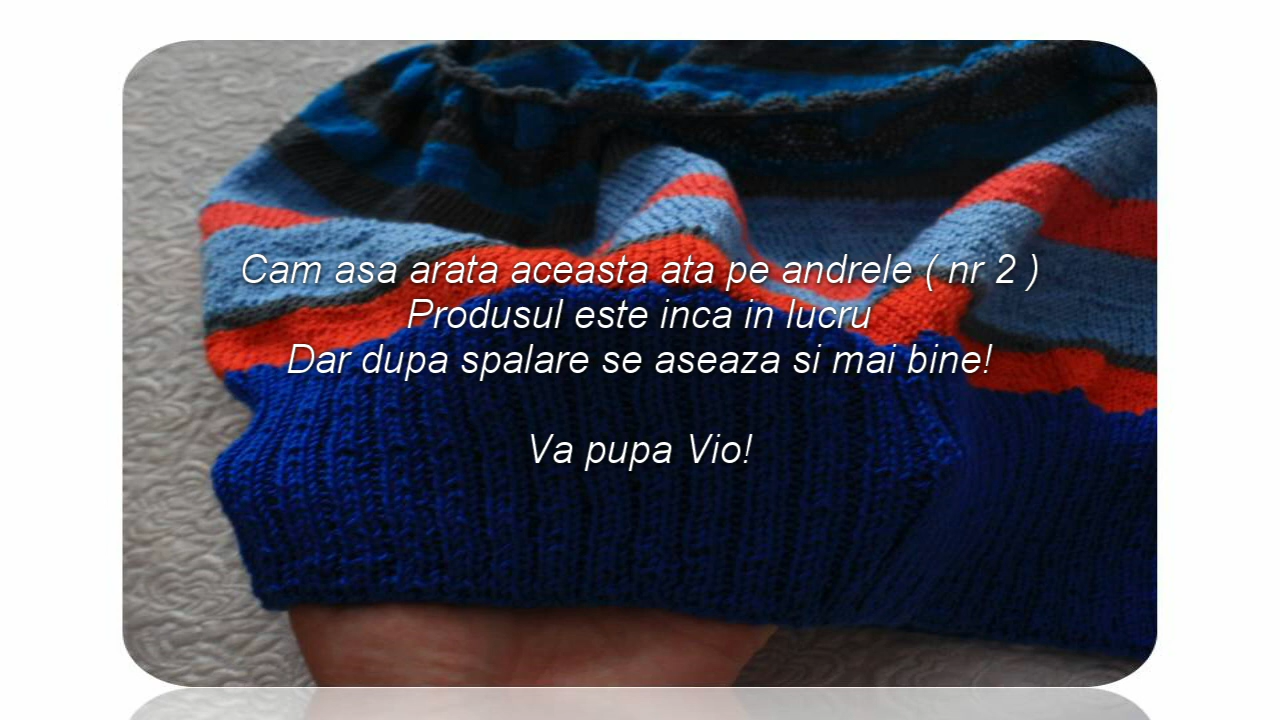 Cam asa arata aceasta ata pe andrele ( nr 2 )
Produsul este inca in lucru
Dar dupa spalare se aseaza si mai bine!
Va pupa Vio!